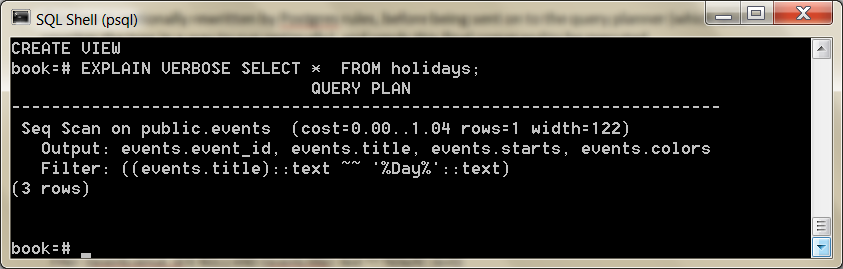 SQL Shell (psql)
CREATE VIEW
book=# EXPLAIN VERBOSE SELECT *  FROM holidays;
QUERY PLAN
-----------------------------------------------------------------------
Seq Scan on public.events  (cost=0.00..1.04 rows=1 width=122)
Output: events.event_id, events.title, events.starts, events.colors
Filter: ((events.title)::text ~~ '%Day%'::text)
(3 rows)
book=#